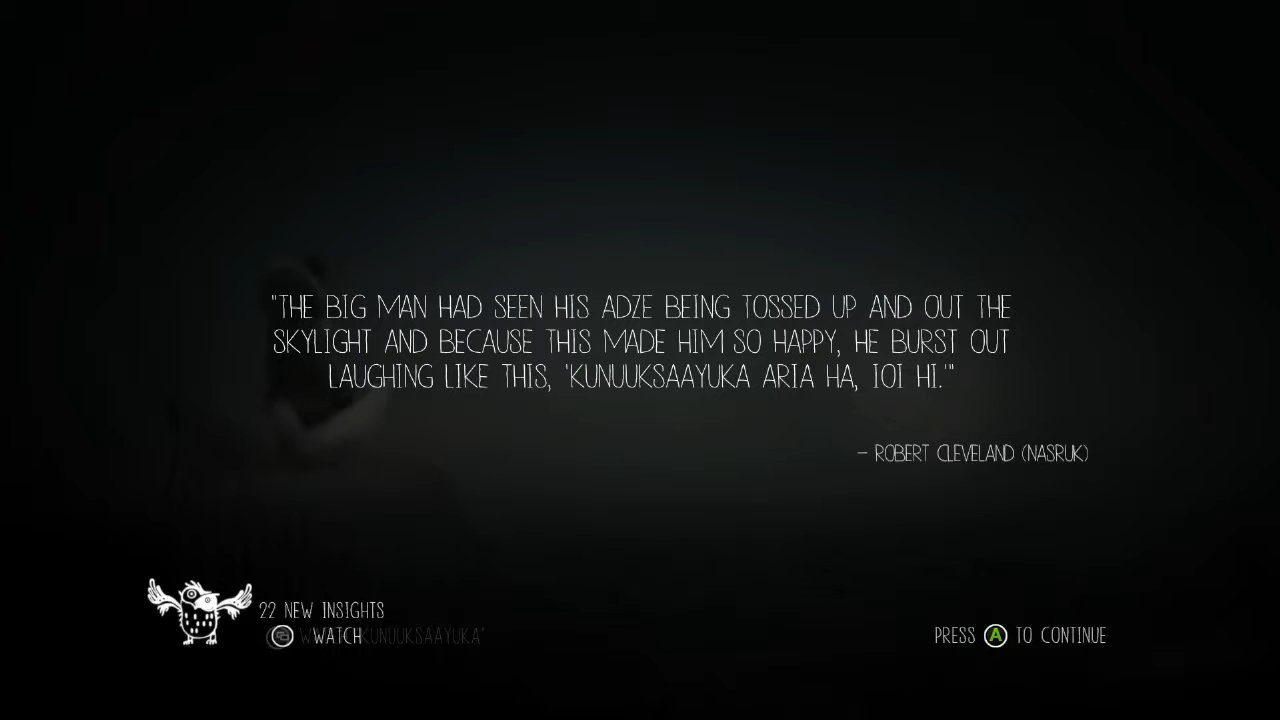 "THE BIG MAN HAD SEEN HIS ADZE BEING TOSSED UP AND OUT THE
SKYLIGHT AND BECAUSE THIS MADE HIM SO HAPPY, HE BURST OUT
LAUGHING LIKE THIS, 'KUNUUKSAAYUKA ARIA HA, IOI HI.'"
- ROBERT CLEVELAND (NASRUK)
22 NEW INSIGHTS
WATCH KUNUUKSAAYUKA"
PRESS A TO CONTINUE